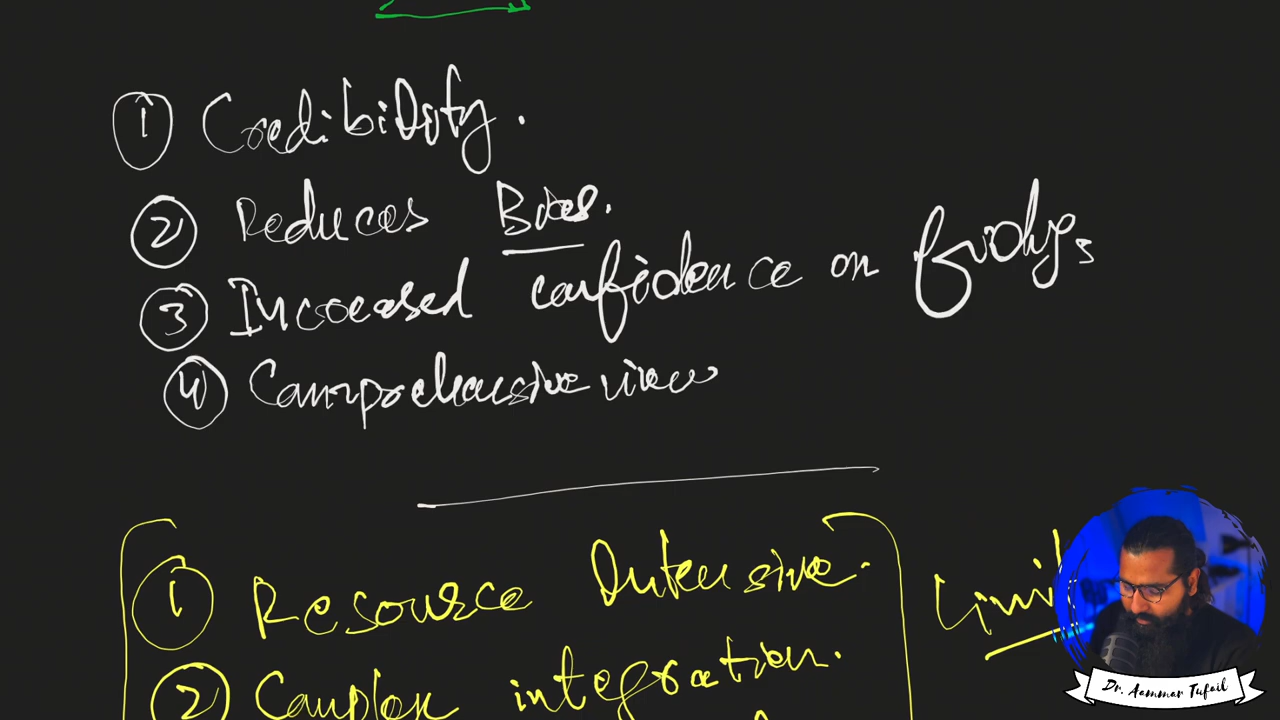 1 Credibility.
2 Reduces Bias.
3 Increased confidence on findings
4 Comprehensive view
1 Resource Intensive.
2 Complex integration.
Limit
Dr. Aammar Tufail